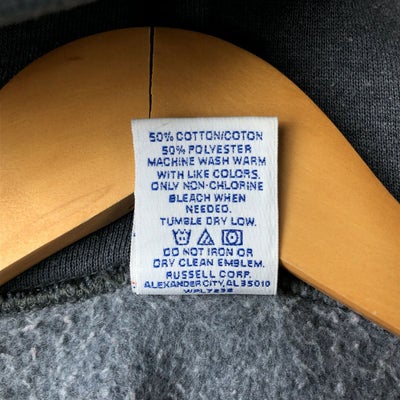 50% COTTON/COTON
50% POLYESTER
MACHINE WASH WARM
WITH LIKE COLORS.
ONLY NON-CHLORINE
BLEACH WHEN
NEEDED.
TUMBLE DRY LOW.
DO NOT IRON OR
DRY CLEAN EMBLEM.
RUSSELL CORP.
ALEXANDER CITY, AL 35010